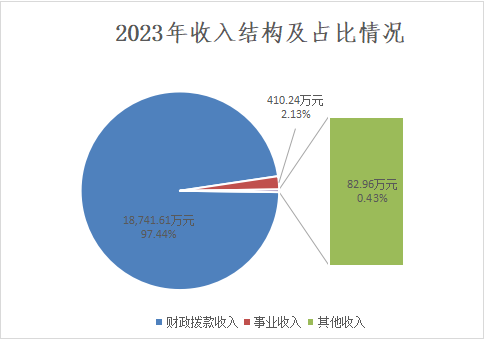 2023年收入结构及占比情况
410.24万元
2.13%
82.96万元
0.43%
18,741.61万元
97.44%
财政拨款收入 事业收入 其他收入